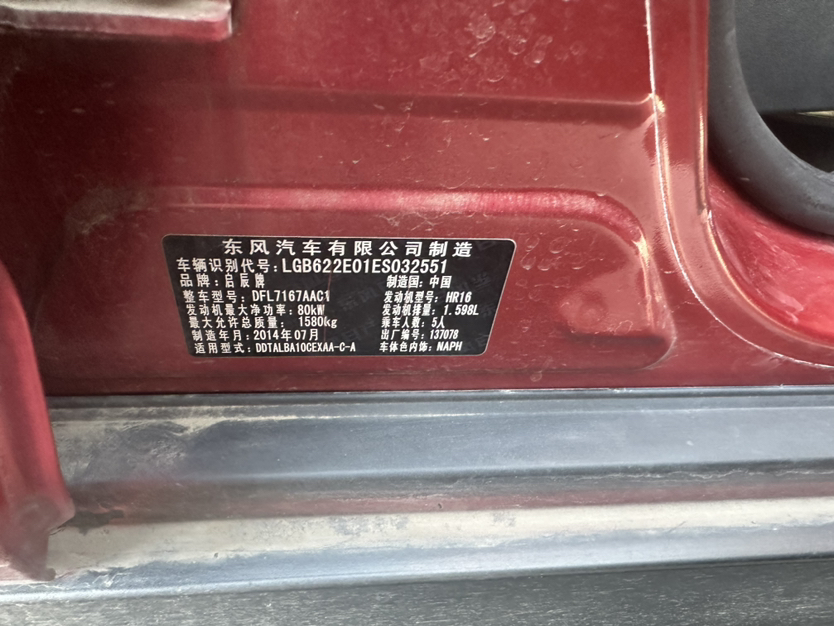 东风汽车有限公司制造
车辆识别代号:LGB622E01ES032551
品牌:启辰牌 制造国:中国
整车型号:DFL7167AAC1 发动机型号:HR16
发动机最大净功率:80kW 发动机排量:1.598L
最大允许总质量: 1580kg 乘车人数:5人
制造年月:2014年07月 出厂编号:137078
适用型式:DDTALBA10CEXAA-C-A 车体色内饰:NAPH